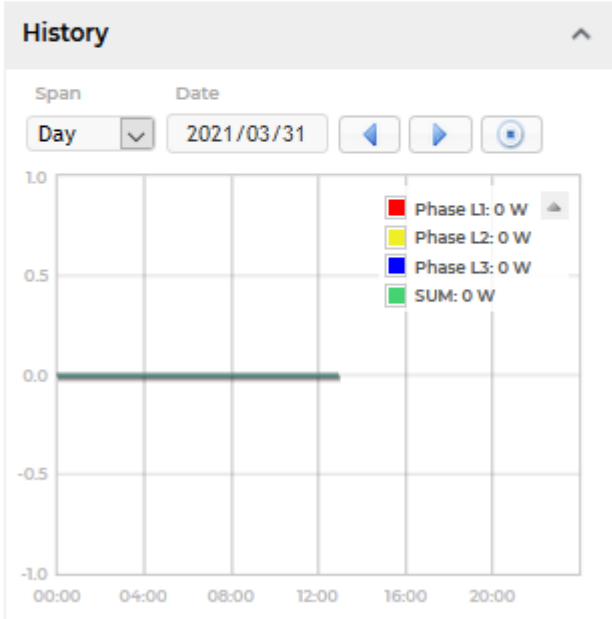 History
Span Date
Day 2021/03/31
1.0
Phase L1: 0 W
Phase L2: 0 W
Phase L3: 0 W
SUM: 0 W
0.5
0.0
-0.5
-1.0
00:00 04:00 08:00 12:00 16:00 20:00